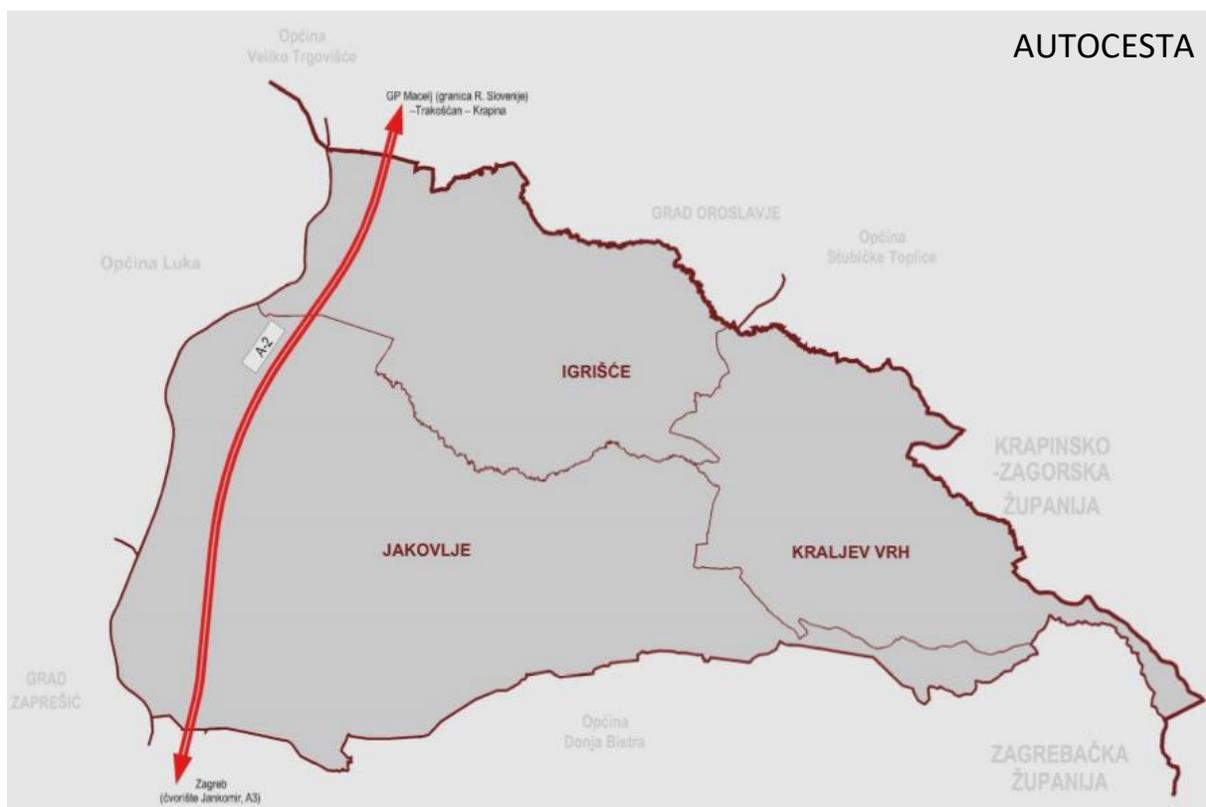 AUTOCESTA
Općina
Veliko Trgovišće
GP Macelj (granica R. Slovenije)
–Trakošćan – Krapina
GRAD OROSLAVJE
Općina
Stubičke Toplice
Općina Luka
A-2
IGRIŠĆE
KRAPINSKO
-ZAGORSKA
ŽUPANIJA
JAKOVLJE
KRALJEV VRH
GRAD
ZAPREŠIĆ
Općina
Donja Bistra
ZAGREBAČKA
ŽUPANIJA
Zagreb
(čvorište Jankomir, A3)